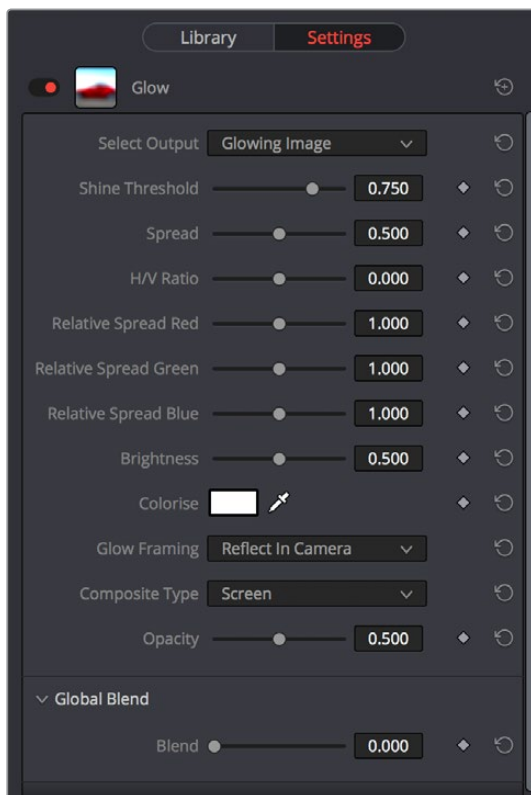 Library Settings
Glow
Select Output Glowing Image
Shine Threshold 0.750
Spread 0.500
H/V Ratio 0.000
Relative Spread Red 1.000
Relative Spread Green 1.000
Relative Spread Blue 1.000
Brightness 0.500
Colorise
Glow Framing Reflect In Camera
Composite Type Screen
Opacity 0.500
Global Blend
Blend 0.000